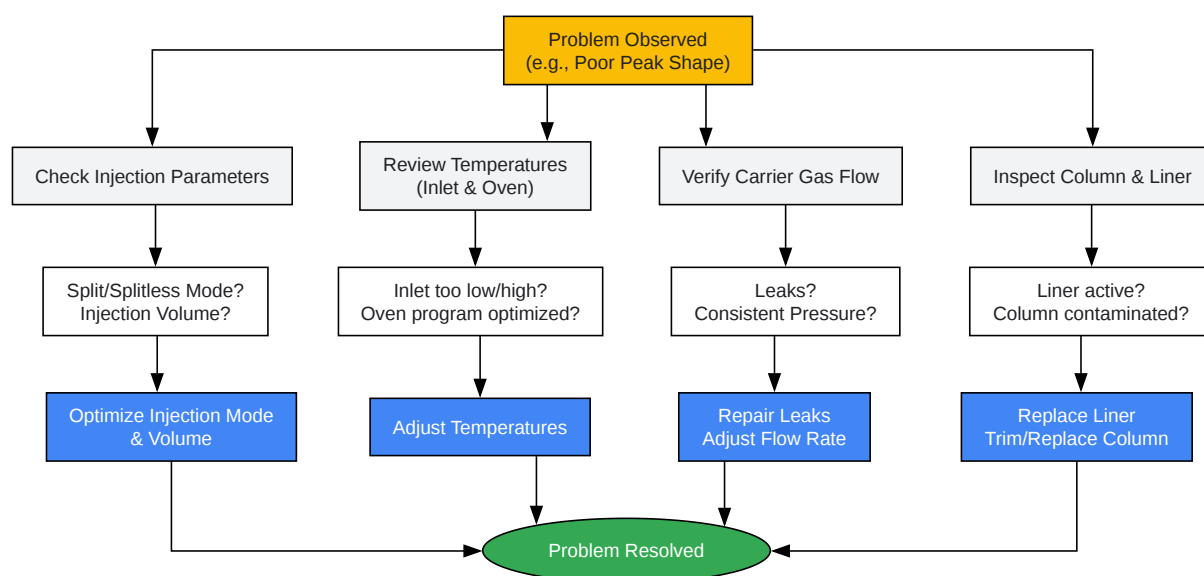 Problem Observed
(e.g., Poor Peak Shape)
Check Injection Parameters
Review Temperatures
(Inlet & Oven)
Verify Carrier Gas Flow
Inspect Column & Liner
Split/Splitless Mode?
Injection Volume?
Inlet too low/high?
Oven program optimized?
Leaks?
Consistent Pressure?
Liner active?
Column contaminated?
Optimize Injection Mode
& Volume
Adjust Temperatures
Repair Leaks
Adjust Flow Rate
Replace Liner
Trim/Replace Column
Problem Resolved